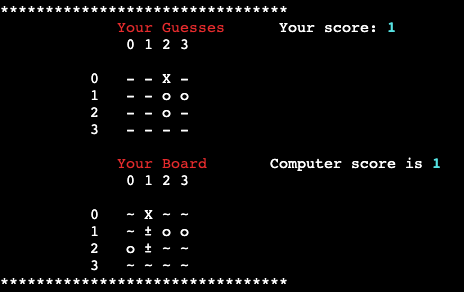 ********************************
Your Guesses Your score: 1
0 1 2 3
0 - - X -
1 - - o o
2 - - o -
3 - - - -
Your Board Computer score is 1
0 1 2 3
0 ~ X ~ ~
1 ~ ± o o
2 o ± ~ ~
3 ~ ~ ~ ~
********************************